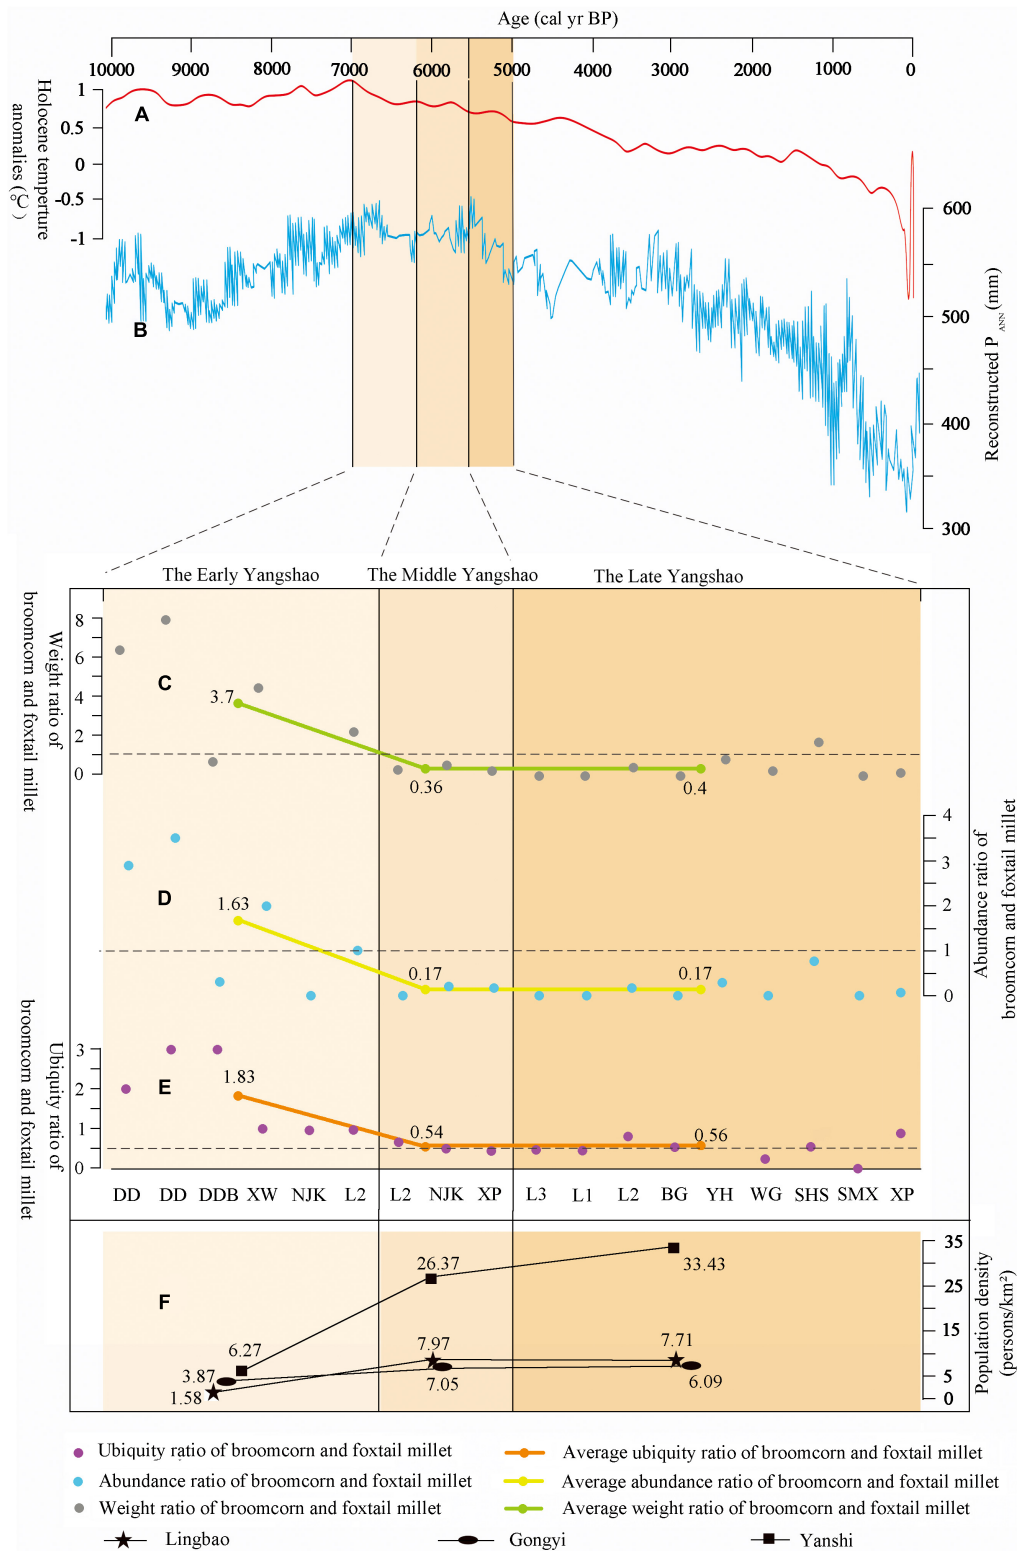 Age (cal yr BP)
10000 9000 8000 7000 6000 5000 4000 3000 2000 1000 0
Holocene temperture
anomalies (℃)
1
0.5
0
-0.5
-1
A
B
600
500
400
300
Reconstructed P ANN (mm)
The Early Yangshao The Middle Yangshao The Late Yangshao
Weight ratio of
broomcorn and foxtail millet
8
6
4
2
0
C
3.7
0.36
0.4
Abundance ratio of
broomcorn and foxtail millet
4
3
2
1
0
D
1.63
0.17
0.17
Ubiquity ratio of
broomcorn and foxtail millet
3
2
1
0
E
1.83
0.54
0.56
DD DD DDB XW NJK L2 L2 NJK XP L3 L1 L2 BG YH WG SHS SMX XP
F
6.27
3.87
1.58
26.37
7.97
7.05
33.43
7.71
6.09
35
25
15
5
0
Population density
(persons/km²)
Ubiquity ratio of broomcorn and foxtail millet
Average ubiquity ratio of broomcorn and foxtail millet
Abundance ratio of broomcorn and foxtail millet
Average abundance ratio of broomcorn and foxtail millet
Weight ratio of broomcorn and foxtail millet
Average weight ratio of broomcorn and foxtail millet
Lingbao Gongyi Yanshi